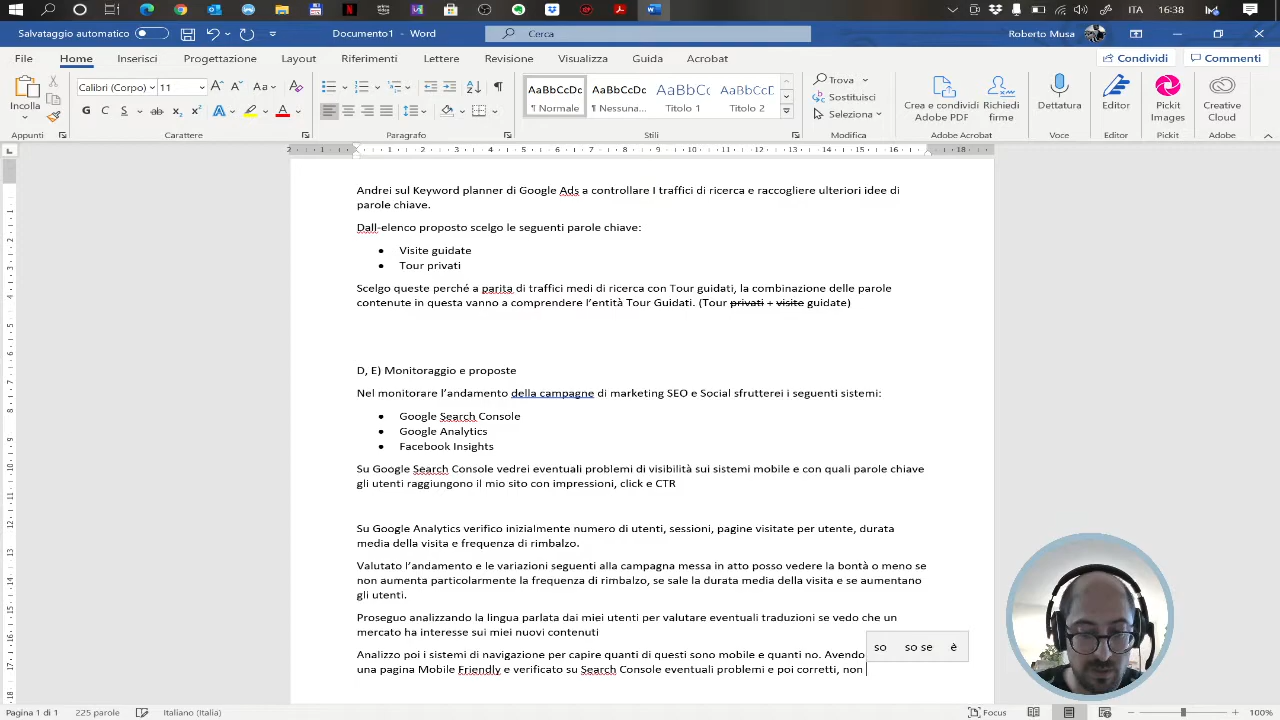 ITA
16:38
Salvataggio automatico
Documento1 - Word
Cerca
Roberto Musa
File
Home
Inserisci
Progettazione
Layout
Riferimenti
Lettere
Revisione
Visualizza
Guida
Acrobat
Condividi
Commenti
Incolla
Calibri (Corpo)
11
AaBbCcDc
AaBbCcDc
AaBbCc
AaBbCcD
¶ Normale
¶ Nessuna...
Titolo 1
Titolo 2
Trova
Sostituisci
Seleziona
Crea e condividi
Adobe PDF
Richiedi
firme
Dettatura
Editor
Pickit
Images
Creative
Cloud
Appunti
Carattere
Paragrafo
Stili
Modifica
Adobe Acrobat
Voce
Editor
Pickit
Adobe
Andrei sul Keyword planner di Google Ads a controllare I traffici di ricerca e raccogliere ulteriori idee di
parole chiave.
Dall-elenco proposto scelgo le seguenti parole chiave:
• Visite guidate
• Tour privati
Scelgo queste perché a parita di traffici medi di ricerca con Tour guidati, la combinazione delle parole
contenute in questa vanno a comprendere l’entità Tour Guidati. (Tour privati + visite guidate)
D, E) Monitoraggio e proposte
Nel monitorare l’andamento della campagne di marketing SEO e Social sfrutterei i seguenti sistemi:
• Google Search Console
• Google Analytics
• Facebook Insights
Su Google Search Console vedrei eventuali problemi di visibilità sui sistemi mobile e con quali parole chiave
gli utenti raggiungono il mio sito con impressioni, click e CTR
Su Google Analytics verifico inizialmente numero di utenti, sessioni, pagine visitate per utente, durata
media della visita e frequenza di rimbalzo.
Valutato l’andamento e le variazioni seguenti alla campagna messa in atto posso vedere la bontà o meno se
non aumenta particolarmente la frequenza di rimbalzo, se sale la durata media della visita e se aumentano
gli utenti.
Proseguo analizzando la lingua parlata dai miei utenti per valutare eventuali traduzioni se vedo che un
mercato ha interesse sui miei nuovi contenuti
so so se è
Analizzo poi i sistemi di navigazione per capire quanti di questi sono mobile e quanti no. Avendo
una pagina Mobile Friendly e verificato su Search Console eventuali problemi e poi corretti, non
Pagina 1 di 1
225 parole
Italiano (Italia)
Focus
100%